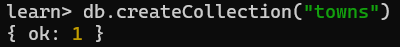 learn> db.createCollection("towns")
{ ok: 1 }